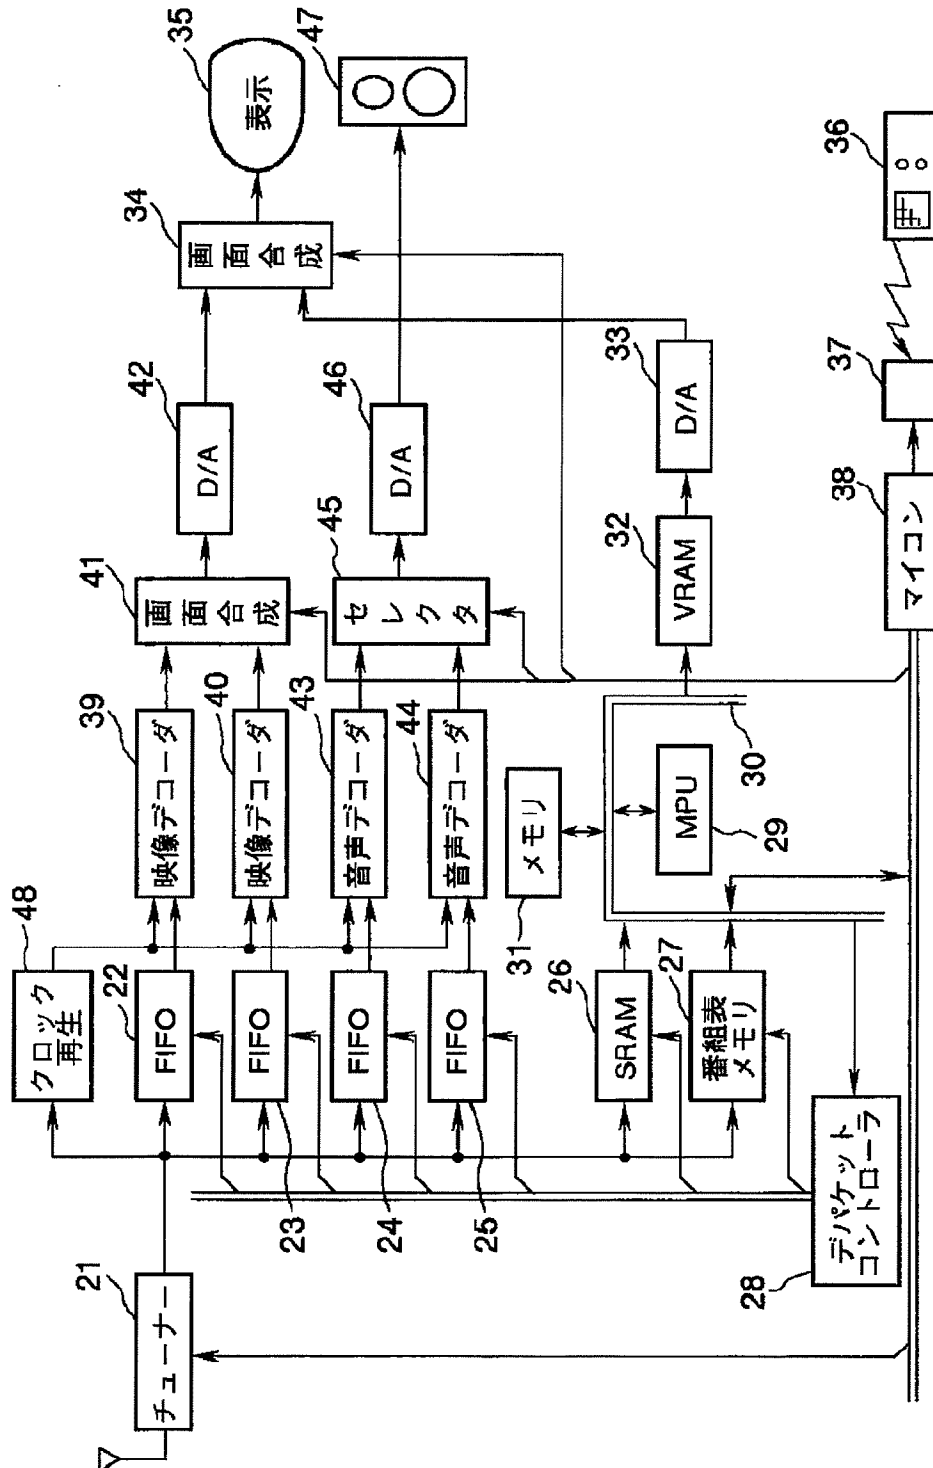 21
チューナー
48
クロック
再生
22
FIFO
23
FIFO
24
FIFO
25
FIFO
26
SRAM
27
番組表
メモリ
28
デパケット
コントローラ
39
映像デコーダ
40
映像デコーダ
43
音声デコーダ
44
音声デコーダ
31
メモリ
MPU
29
30
41
画面合成
45
セレクタ
32
VRAM
42
D/A
46
D/A
33
D/A
34
画面合成
35
表示
47
38
マイコン
37
36